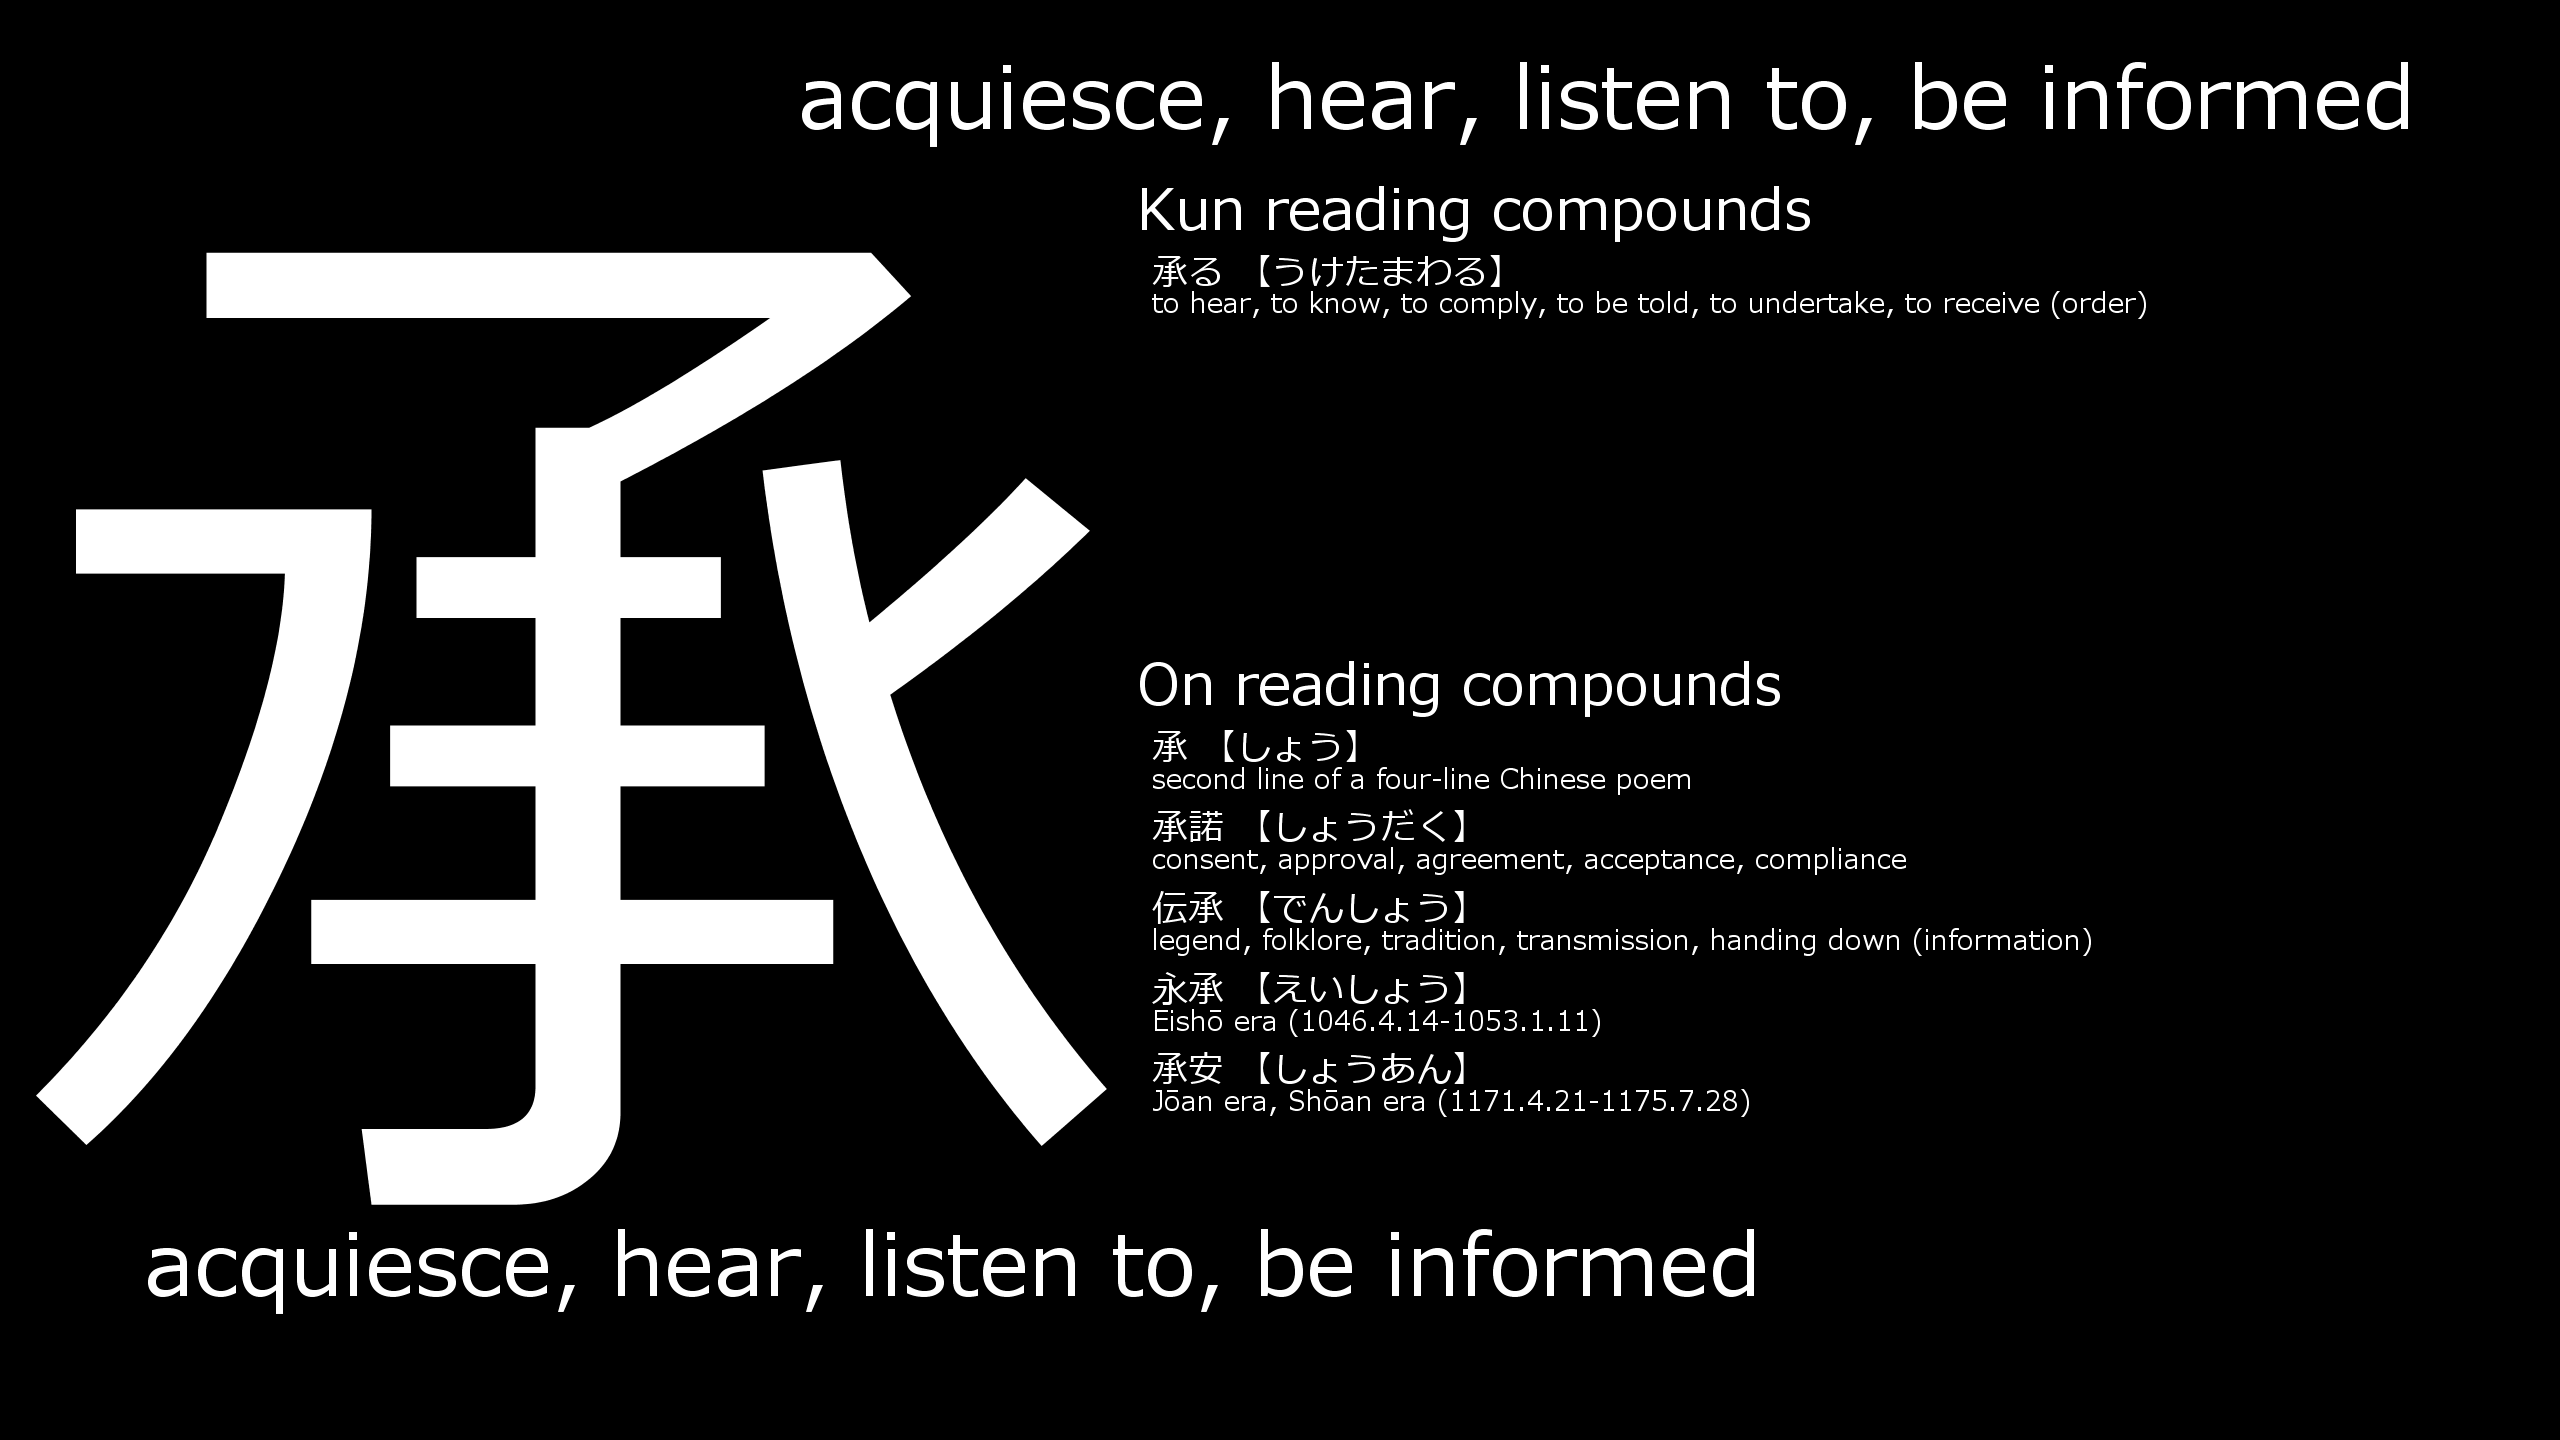 acquiesce, hear, listen to, be informed
承
Kun reading compounds
承る 【うけたまわる】
to hear, to know, to comply, to be told, to undertake, to receive (order)
On reading compounds
承 【しょう】
second line of a four-line Chinese poem
承諾 【しょうだく】
consent, approval, agreement, acceptance, compliance
伝承 【でんしょう】
legend, folklore, tradition, transmission, handing down (information)
永承 【えいしょう】
Eishō era (1046.4.14-1053.1.11)
承安 【しょうあん】
Jōan era, Shōan era (1171.4.21-1175.7.28)
acquiesce, hear, listen to, be informed